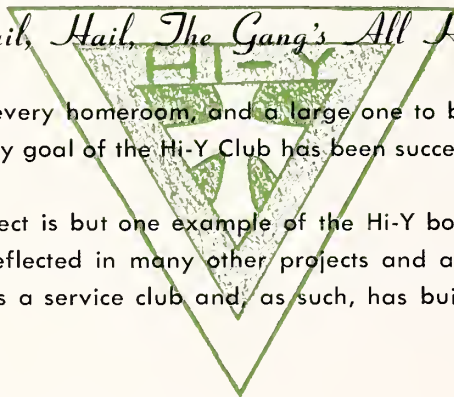 ail, Hail, The Gang's All H
HI-Y
every homeroom, and a large one to b
y goal of the Hi-Y Club has been succe
ect is but one example of the Hi-Y bo
eflected in many other projects and a
s a service club and, as such, has bui